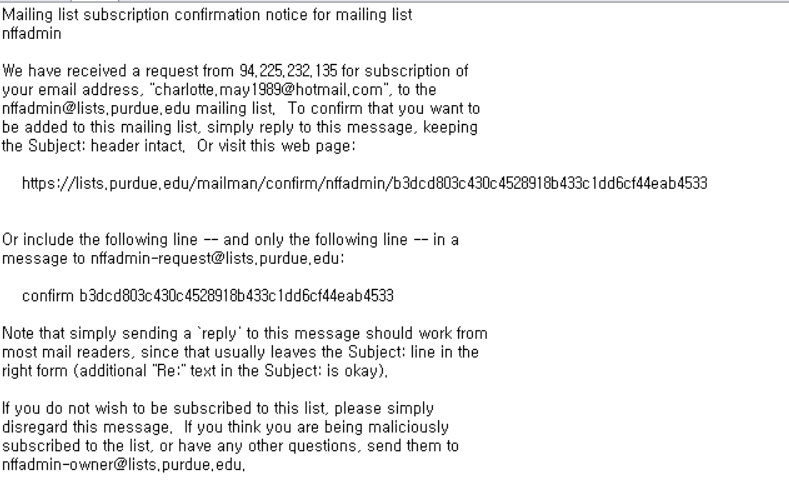 Mailing list subscription confirmation notice for mailing list
nffadmin
We have received a request from 94.225.232.135 for subscription of
your email address, "charlotte.may1989@hotmail.com", to the
nffadmin@lists.purdue.edu mailing list.  To confirm that you want to
be added to this mailing list, simply reply to this message, keeping
the Subject: header intact.  Or visit this web page:
https://lists.purdue.edu/mailman/confirm/nffadmin/b3dcd803c430c4528918b433c1dd6cf44eab4533
Or include the following line -- and only the following line -- in a
message to nffadmin-request@lists.purdue.edu:
confirm b3dcd803c430c4528918b433c1dd6cf44eab4533
Note that simply sending a `reply' to this message should work from
most mail readers, since that usually leaves the Subject: line in the
right form (additional "Re:" text in the Subject: is okay).
If you do not wish to be subscribed to this list, please simply
disregard this message.  If you think you are being maliciously
subscribed to the list, or have any other questions, send them to
nffadmin-owner@lists.purdue.edu.